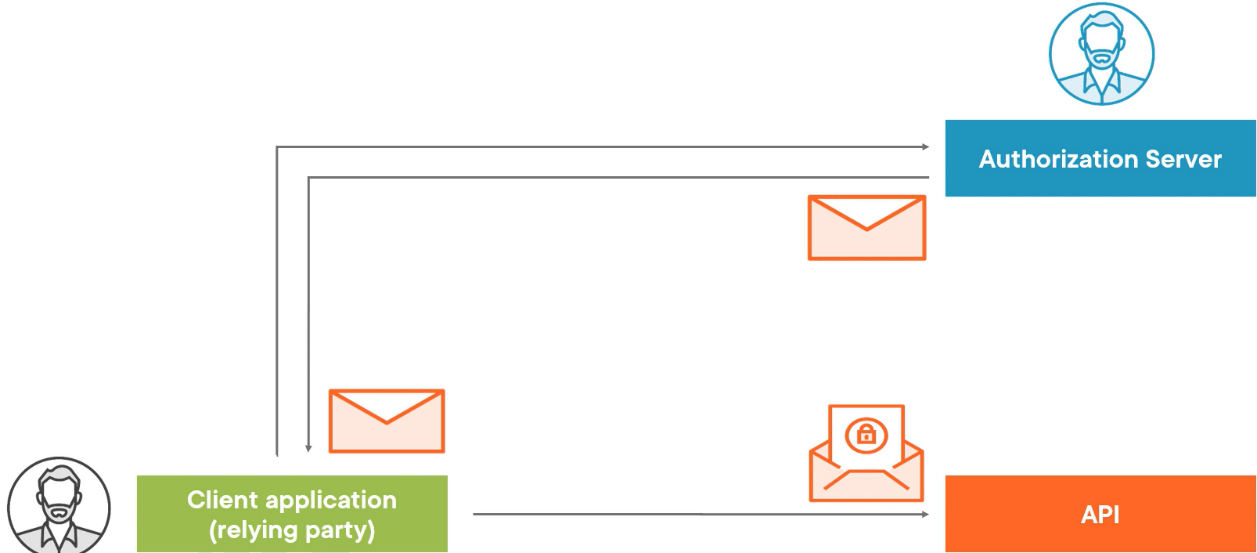 Authorization Server
Client application
(relying party)
API